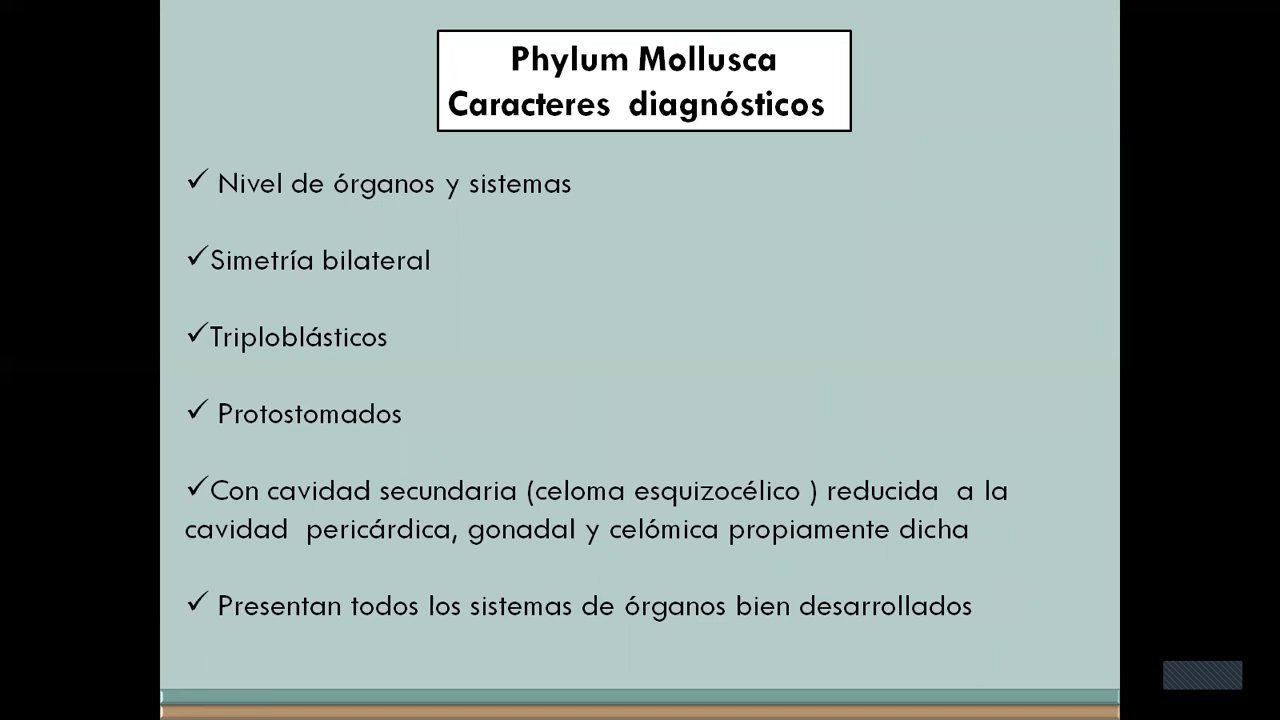 Phylum Mollusca
Caracteres diagnósticos
✓ Nivel de órganos y sistemas
✓Simetría bilateral
✓Triploblásticos
✓ Protostomados
✓Con cavidad secundaria (celoma esquizocélico ) reducida a la
cavidad pericárdica, gonadal y celómica propiamente dicha
✓ Presentan todos los sistemas de órganos bien desarrollados